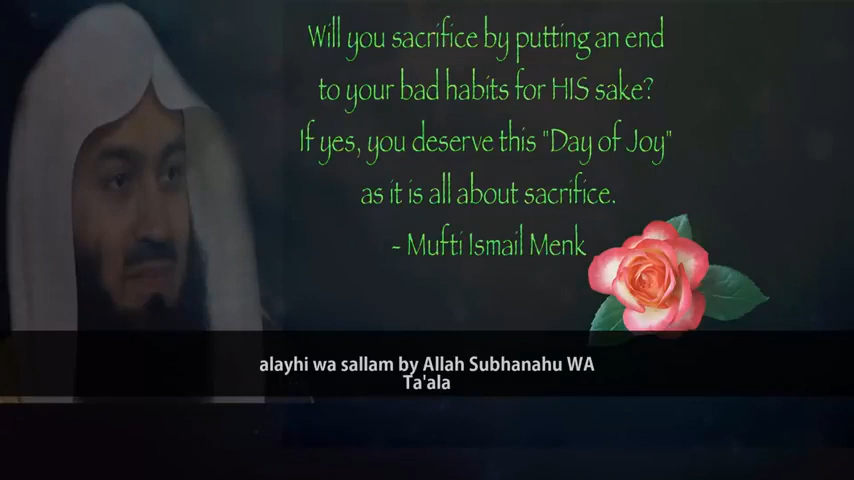 Will you sacrifice by putting an end
to your bad habits for HIS sake?
If yes, you deserve this "Day of Joy"
as it is all about sacrifice.
- Mufti Ismail Menk
alayhi wa sallam by Allah Subhanahu WA
Ta'ala